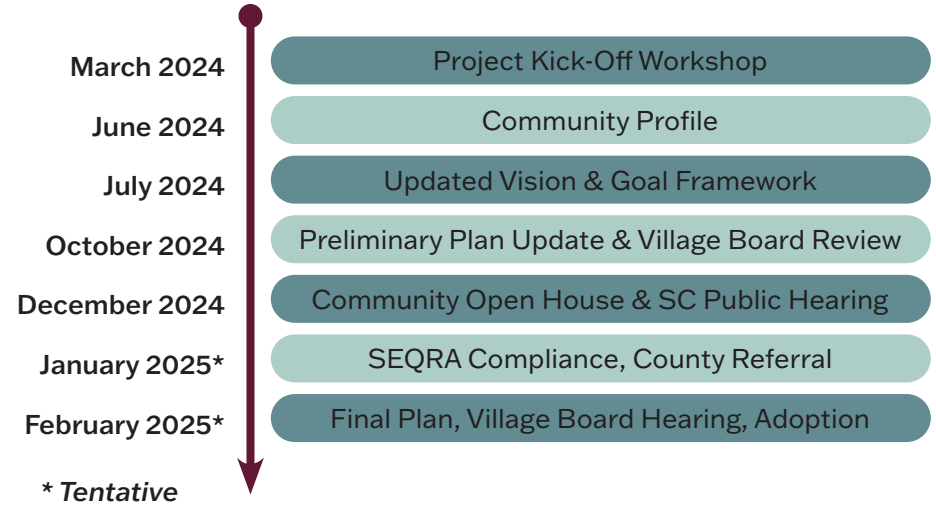 March 2024 Project Kick-Off Workshop
June 2024 Community Profile
July 2024 Updated Vision & Goal Framework
October 2024 Preliminary Plan Update & Village Board Review
December 2024 Community Open House & SC Public Hearing
January 2025* SEQRA Compliance, County Referral
February 2025* Final Plan, Village Board Hearing, Adoption
* Tentative